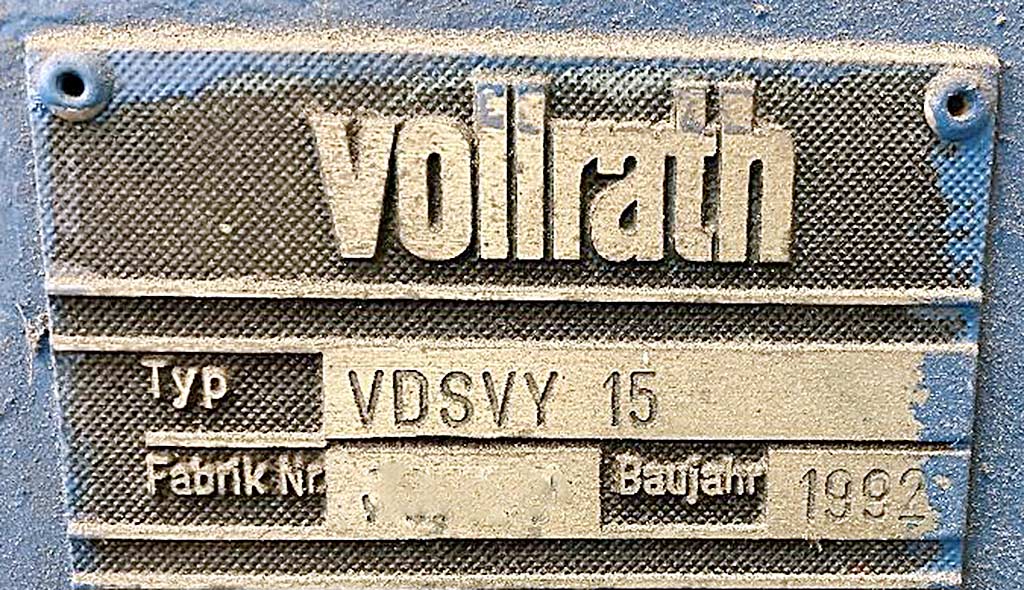 vollrath
Typ VDSVY 15
Fabrik Nr. Baujahr 1992